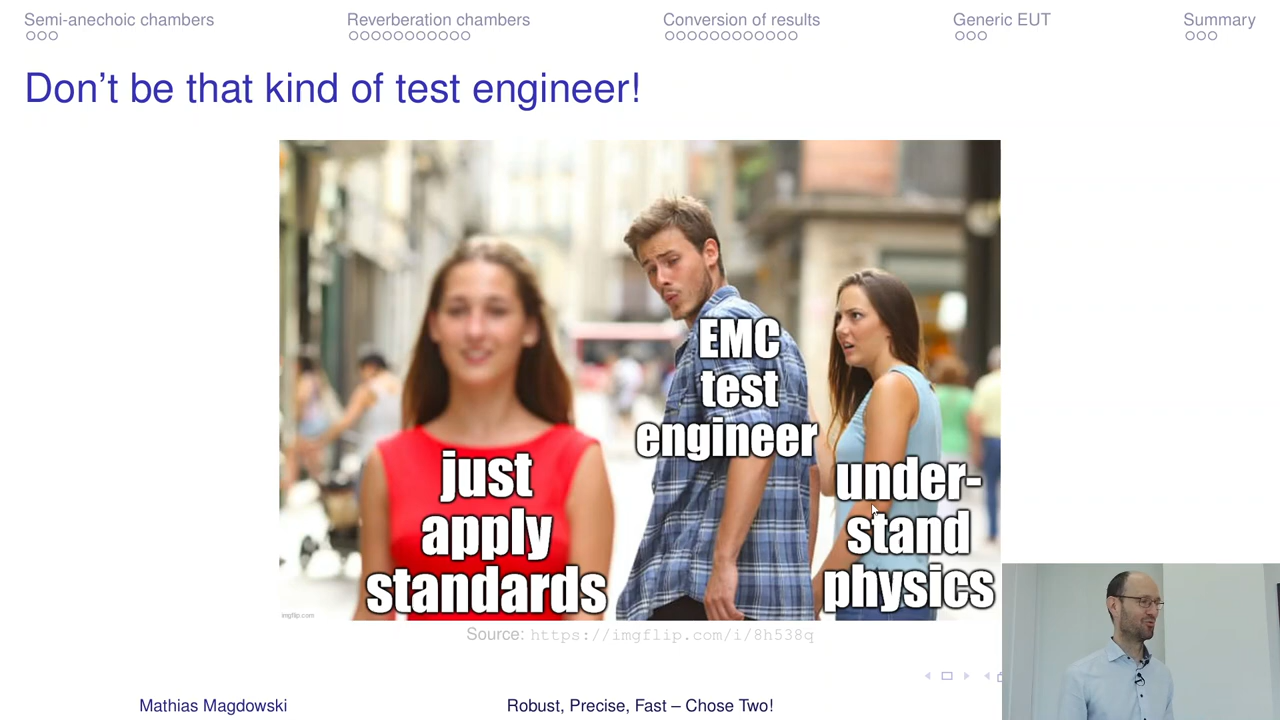 Semi-anechoic chambers
Reverberation chambers
Conversion of results
Generic EUT
Summary
Don't be that kind of test engineer!
EMC
test
engineer
just
apply
standards
under-
stand
physics
imgflip.com
Source: https://imgflip.com/i/8h538q
Mathias Magdowski
Robust, Precise, Fast – Chose Two!